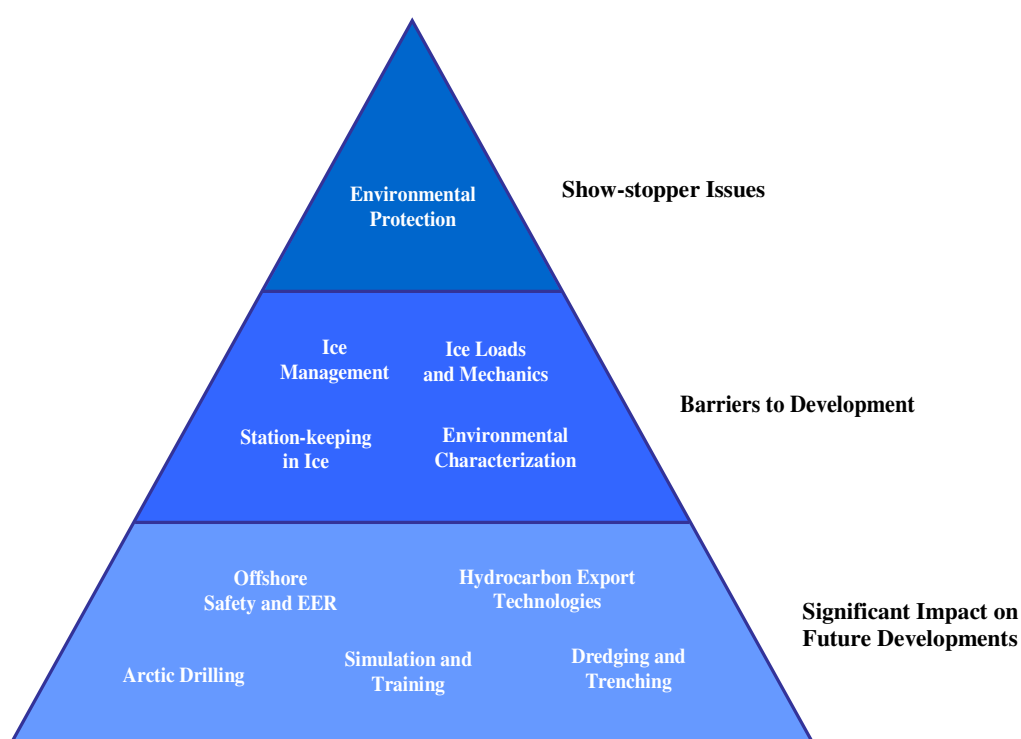 Environmental
Protection
Show-stopper Issues
Ice
Management
Ice Loads
and Mechanics
Station-keeping
in Ice
Environmental
Characterization
Barriers to Development
Offshore
Safety and EER
Hydrocarbon Export
Technologies
Arctic Drilling
Simulation and
Training
Dredging and
Trenching
Significant Impact on
Future Developments